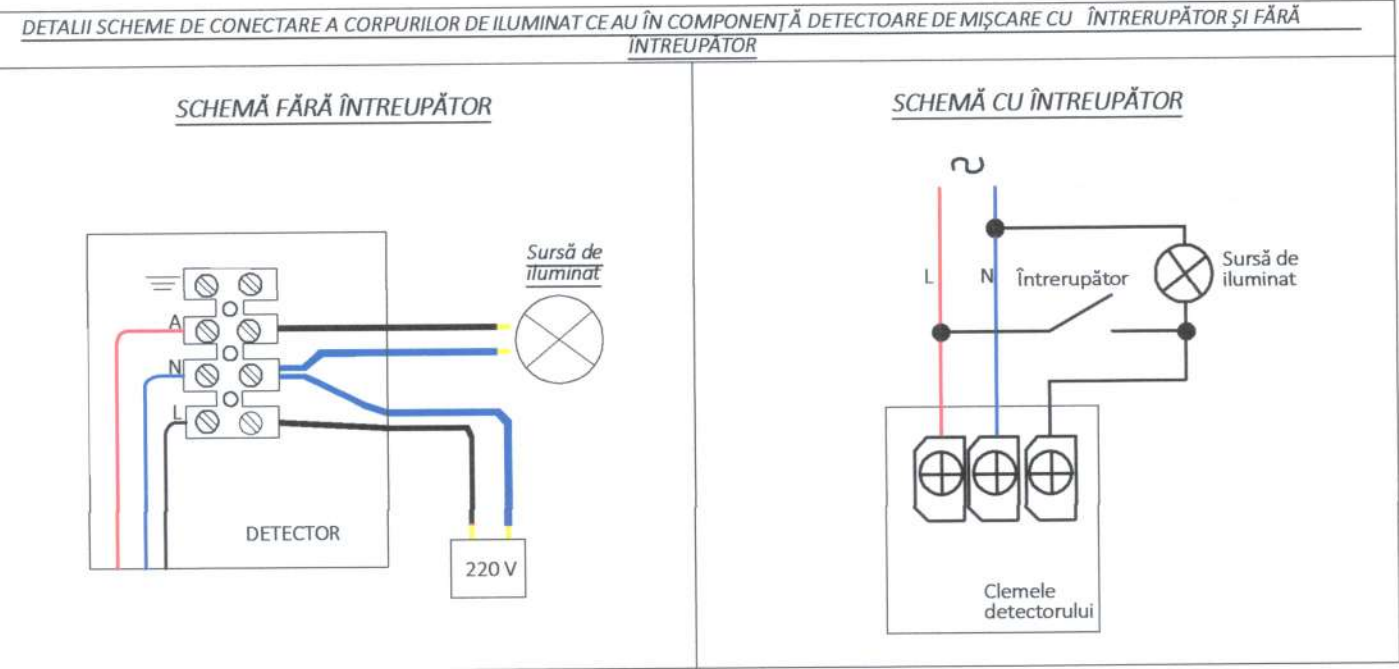 DETALII SCHEME DE CONECTARE A CORPURILOR DE ILUMINAT CE AU ÎN COMPONENȚĂ DETECTOARE DE MIȘCARE CU ÎNTRERUPĂTOR ȘI FĂRĂ
ÎNTREUPĂTOR
SCHEMĂ FĂRĂ ÎNTREUPĂTOR
Sursă de
iluminat
A
N
L
DETECTOR
220 V
SCHEMĂ CU ÎNTREUPĂTOR
L
N
Întrerupător
Sursă de
iluminat
Clemele
detectorului